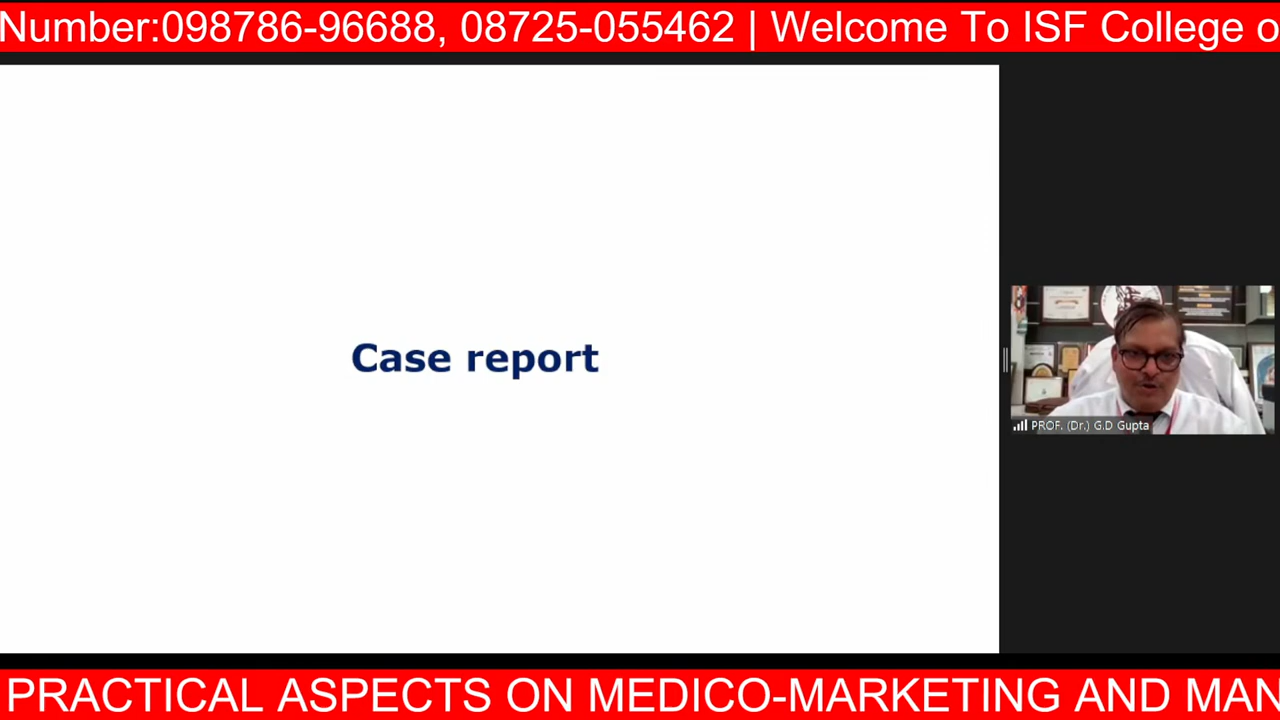 Number:098786-96688, 08725-055462 | Welcome To ISF College o
Case report
PROF. (Dr.) G.D Gupta
PRACTICAL ASPECTS ON MEDICO-MARKETING AND MAN